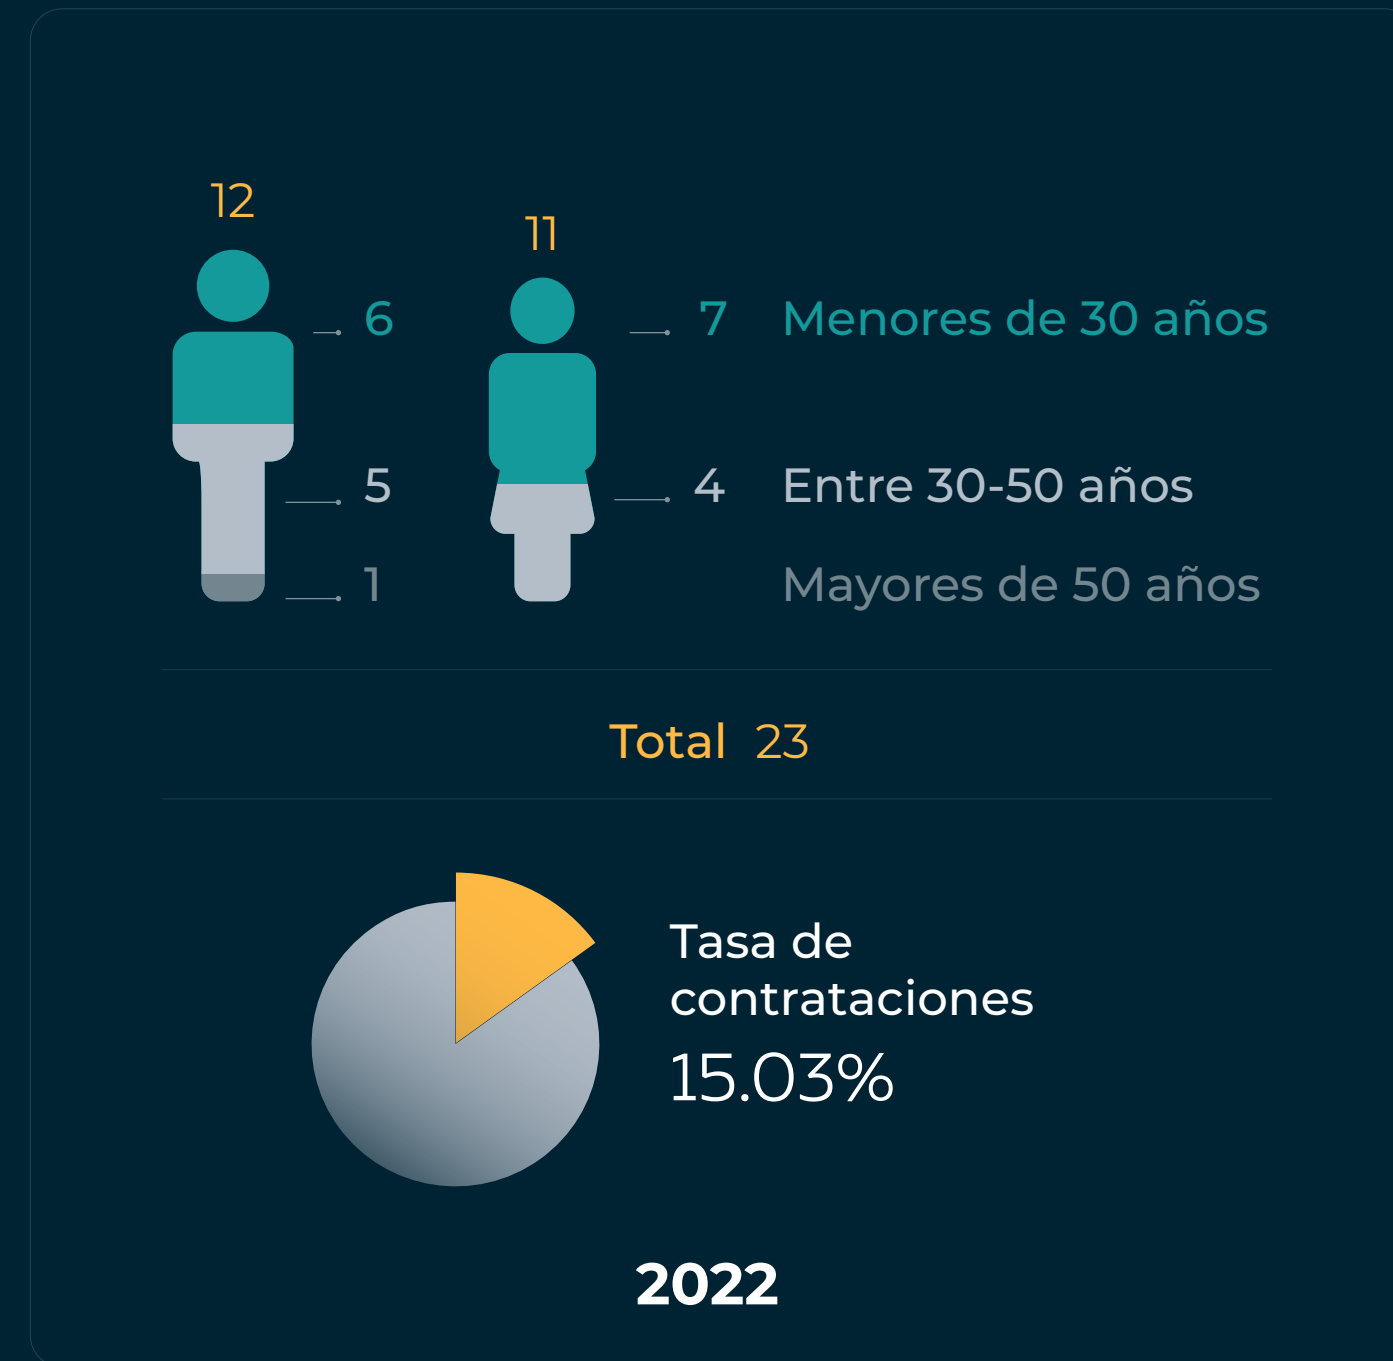 12
11
6
7
Menores de 30 años
5
4
Entre 30-50 años
1
Mayores de 50 años
Total 23
Tasa de
contrataciones
15.03%
2022